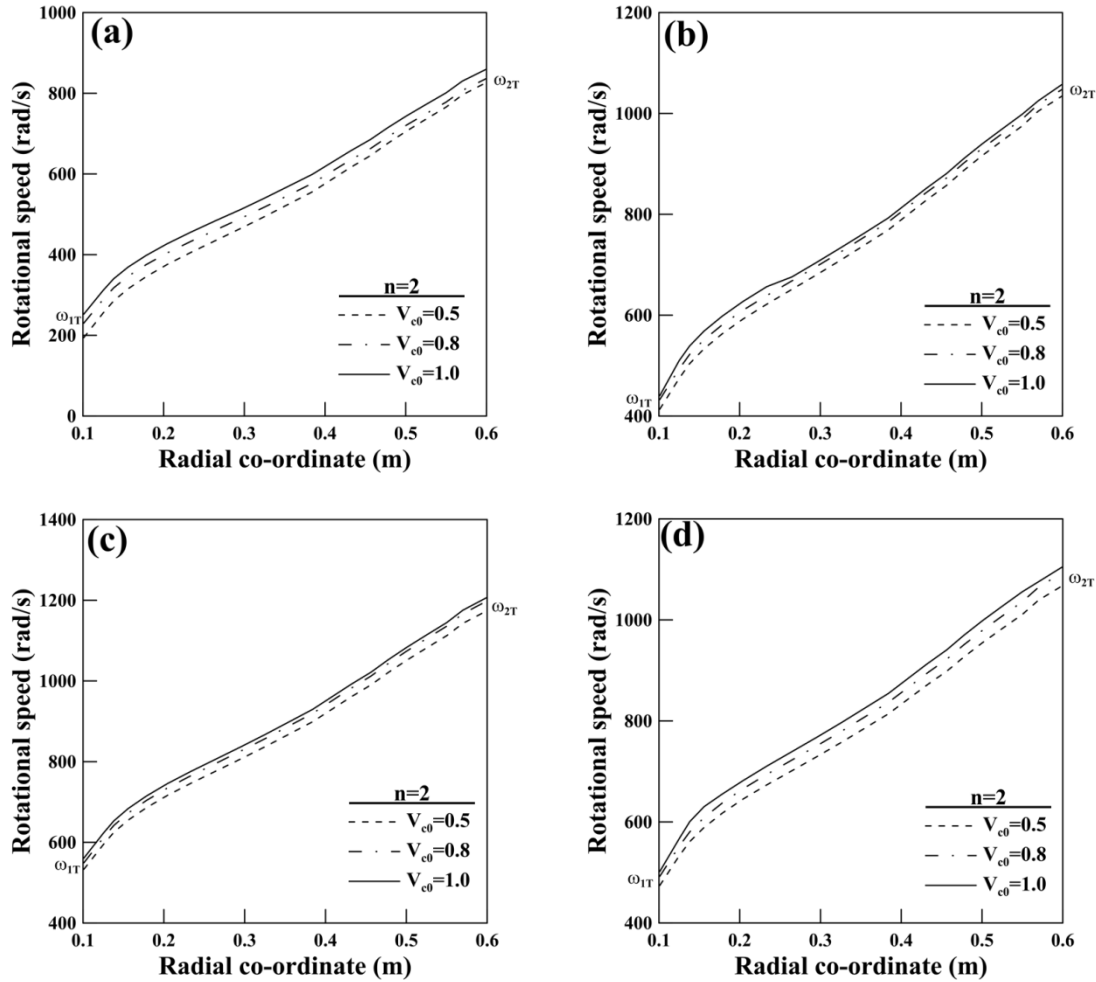 (a)
Rotational speed (rad/s)
1000
800
600
400
200
0
ω1T
ω2T
n=2
Vc0=0.5
Vc0=0.8
Vc0=1.0
0.1 0.2 0.3 0.4 0.5 0.6
Radial co-ordinate (m)
(b)
Rotational speed (rad/s)
1200
1000
800
600
400
ω1T
ω2T
n=2
Vc0=0.5
Vc0=0.8
Vc0=1.0
0.1 0.2 0.3 0.4 0.5 0.6
Radial co-ordinate (m)
(c)
Rotational speed (rad/s)
1400
1200
1000
800
600
400
ω1T
ω2T
n=2
Vc0=0.5
Vc0=0.8
Vc0=1.0
0.1 0.2 0.3 0.4 0.5 0.6
Radial co-ordinate (m)
(d)
Rotational speed (rad/s)
1200
1000
800
600
400
ω1T
ω2T
n=2
Vc0=0.5
Vc0=0.8
Vc0=1.0
0.1 0.2 0.3 0.4 0.5 0.6
Radial co-ordinate (m)